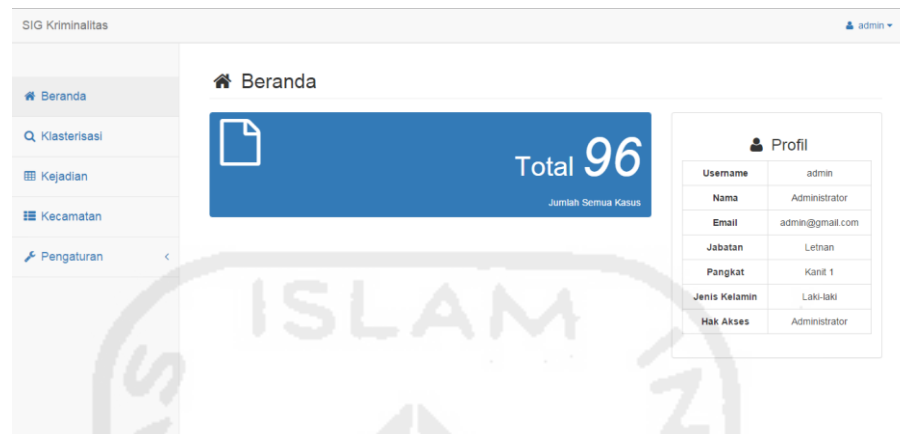 SIG Kriminalitas
admin
Beranda
Klasterisasi
Kejadian
Kecamatan
Pengaturan
Beranda
Total 96
Jumlah Semua Kasus
Profil
Username admin
Nama Administrator
Email admin@gmail.com
Jabatan Letnan
Pangkat Kanit 1
Jenis Kelamin Laki-laki
Hak Akses Administrator
ISLAM